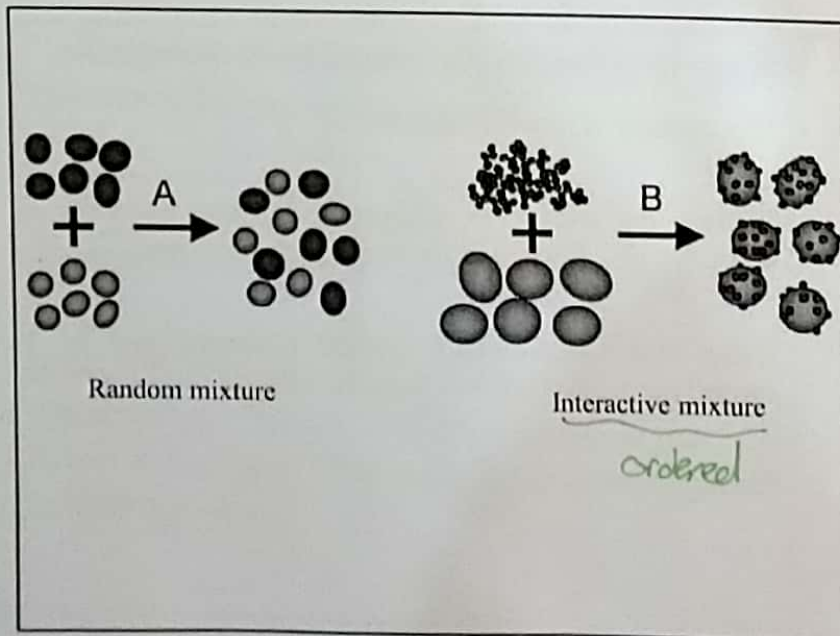 A
B
Random mixture
Interactive mixture
ordered